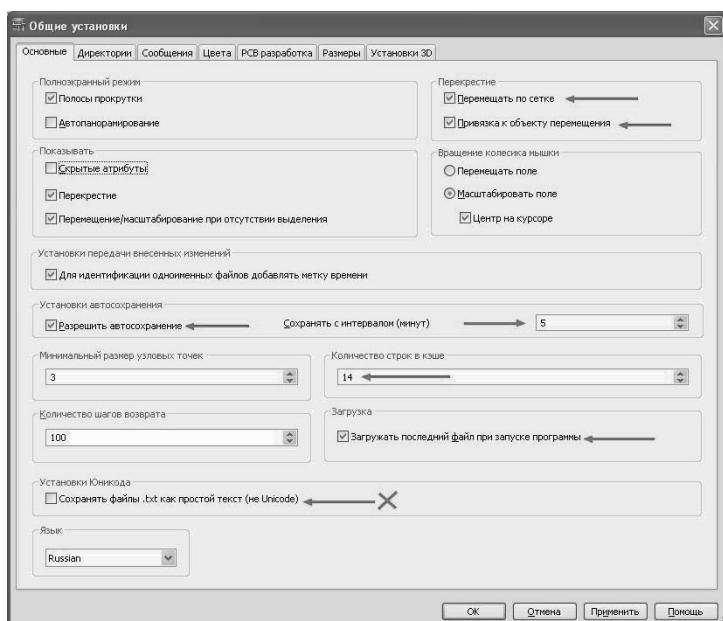 Общие установки
Основные Директории Сообщения Цвета PCB разработка Размеры Установки 3D
Полноэкранный режим
Полосы прокрутки
Автопанорамирование
Перекрестие
Перемещать по сетке
Привязка к объекту перемещения
Показывать
Скрытые атрибуты
Перекрестие
Перемещение/масштабирование при отсутствии выделения
Вращение колесика мышки
Перемещать поле
Масштабировать поле
Центр на курсоре
Установки передачи внесенных изменений
Для идентификации одноименных файлов добавлять метку времени
Установки автосохранения
Разрешить автосохранение Сохранять с интервалом (минут) 5
Минимальный размер узловых точек
3
Количество строк в кэше
14
Количество шагов возврата
100
Загрузка
Загружать последний файл при запуске программы
Установки Юникода
Сохранять файлы .txt как простой текст (не Unicode)
Язык
Russian
OK Отмена Применить Помощь